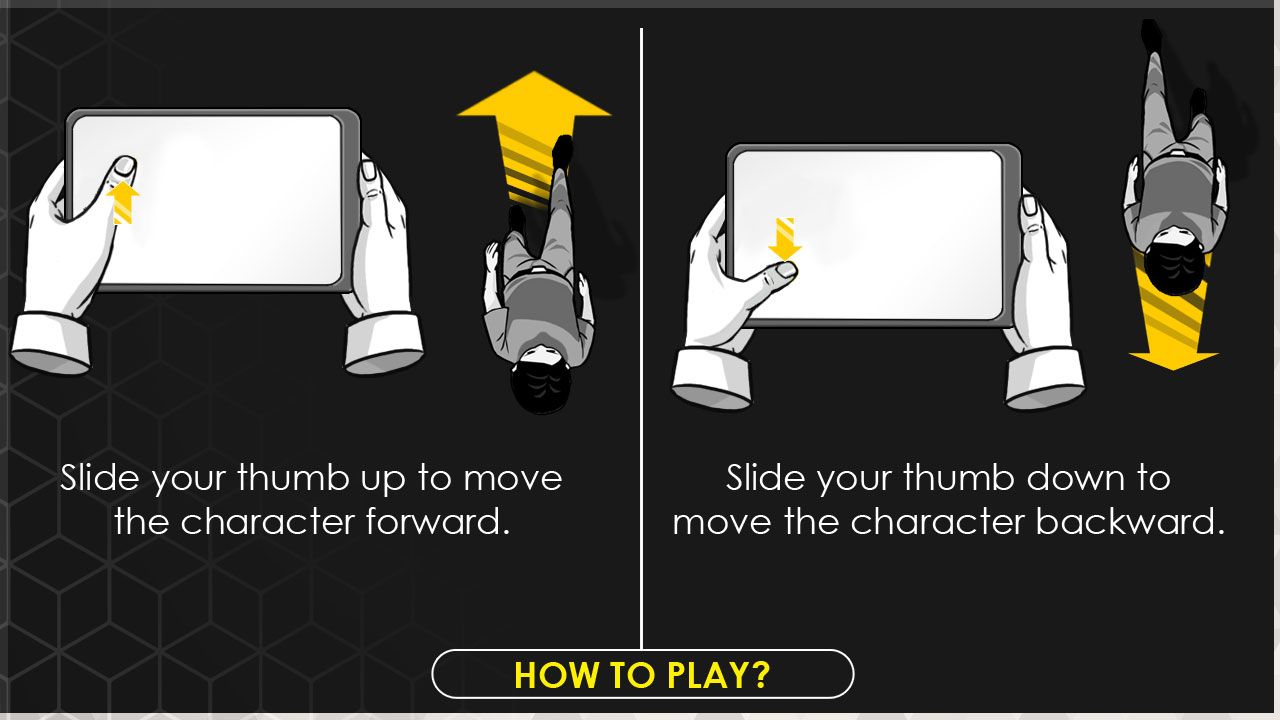 Slide your thumb up to move
the character forward.
Slide your thumb down to
move the character backward.
HOW TO PLAY?